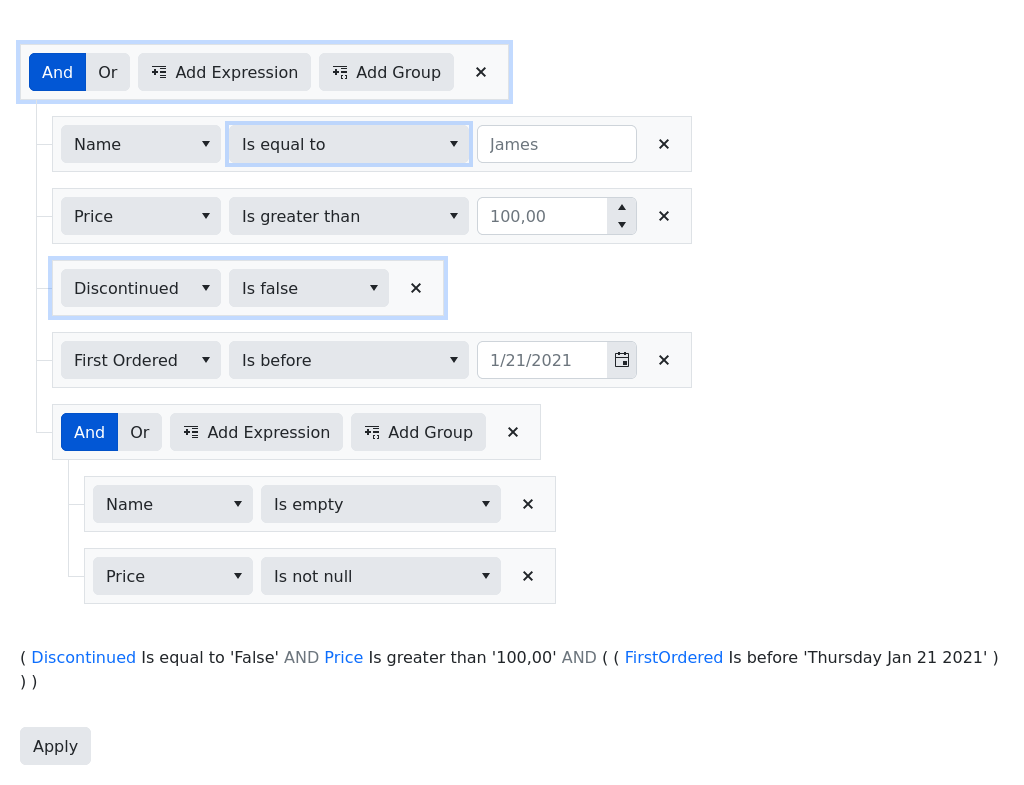 And Or Add Expression Add Group
Name Is equal to James
Price Is greater than 100,00
Discontinued Is false
First Ordered Is before 1/21/2021
And Or Add Expression Add Group
Name Is empty
Price Is not null
( Discontinued Is equal to 'False' AND Price Is greater than '100,00' AND ( ( FirstOrdered Is before 'Thursday Jan 21 2021' )
) )
Apply